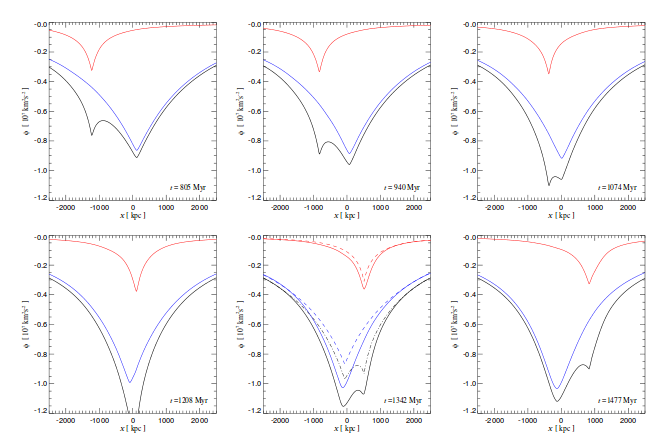 -0.0 -0.0 -0.0
-0.2 -0.2 -0.2
-0.4 -0.4 -0.4
-0.6 -0.6 -0.6
-0.8 -0.8 -0.8
-1.0 -1.0 -1.0
-1.2 -1.2 -1.2
φ [ 10⁷ km²s⁻² ] φ [ 10⁷ km²s⁻² ] φ [ 10⁷ km²s⁻² ]
t = 805 Myr t = 940 Myr t = 1074 Myr
-2000 -1000 0 1000 2000 -2000 -1000 0 1000 2000 -2000 -1000 0 1000 2000
x [ kpc ] x [ kpc ] x [ kpc ]
-0.0 -0.0 -0.0
-0.2 -0.2 -0.2
-0.4 -0.4 -0.4
-0.6 -0.6 -0.6
-0.8 -0.8 -0.8
-1.0 -1.0 -1.0
-1.2 -1.2 -1.2
φ [ 10⁷ km²s⁻² ] φ [ 10⁷ km²s⁻² ] φ [ 10⁷ km²s⁻² ]
t = 1208 Myr t = 1342 Myr t = 1477 Myr
-2000 -1000 0 1000 2000 -2000 -1000 0 1000 2000 -2000 -1000 0 1000 2000
x [ kpc ] x [ kpc ] x [ kpc ]